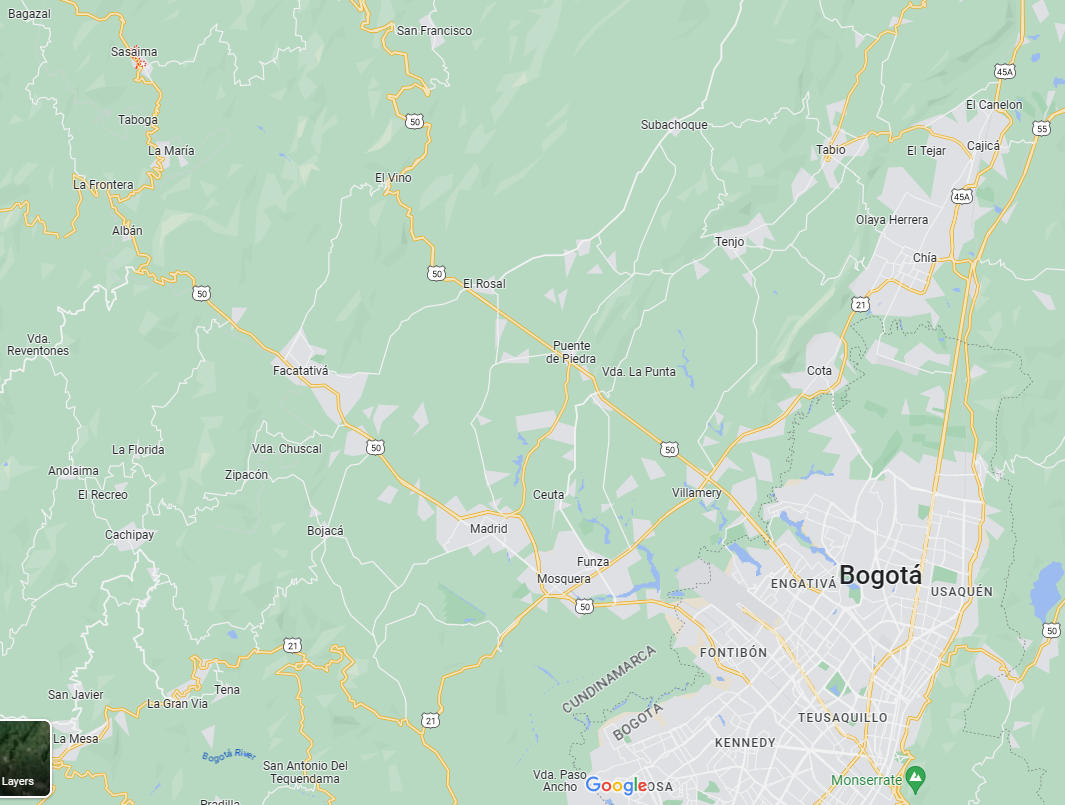 Bagazal
San Francisco
Sasaima
45A
El Canelon
Taboga
50
Subachoque
55
La María
Tabio
El Tejar
Cajicá
La Frontera
El Vino
45A
Albán
Olaya Herrera
Tenjo
Chía
50
50
El Rosal
21
Vda.
Reventones
Puente
de Piedra
Facatativá
Vda. La Punta
Cota
La Florida
Vda. Chuscal
50
50
Anolaima
Zipacón
El Recreo
Ceuta
Villamery
Cachipay
Bojacá
Madrid
Funza
Mosquera
ENGATIVÁ
Bogotá
USAQUÉN
50
50
21
FONTIBÓN
CUNDINAMARCA
BOGOTÁ
San Javier
Tena
La Gran Via
21
TEUSAQUILLO
La Mesa
KENNEDY
Bogotá River
San Antonio Del
Tequendama
Vda. Paso
Ancho
Google
OSA
Monserrate
Layers
Pradilla